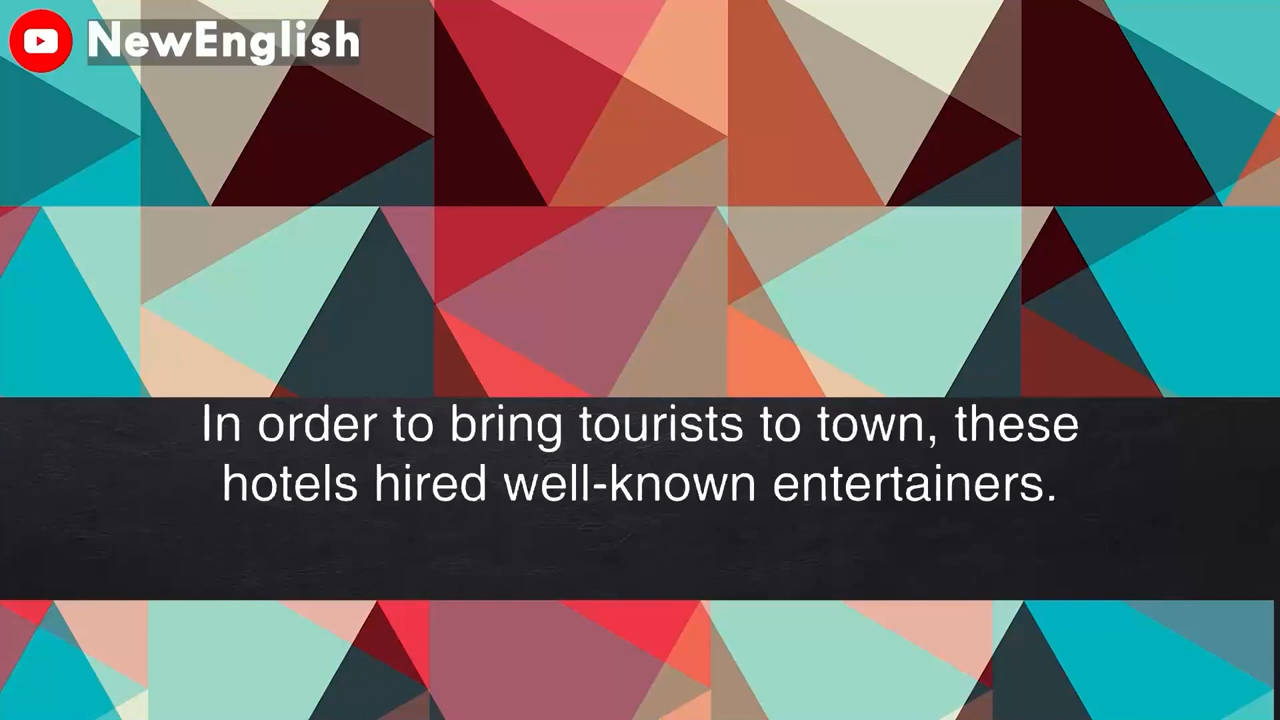 NewEnglish
In order to bring tourists to town, these
hotels hired well-known entertainers.